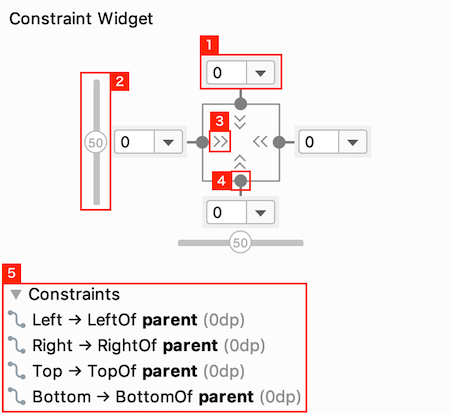 Constraint Widget
1
0
2
3
50
0
>>
<<
0
4
0
50
5
Constraints
Left → LeftOf parent (0dp)
Right → RightOf parent (0dp)
Top → TopOf parent (0dp)
Bottom → BottomOf parent (0dp)